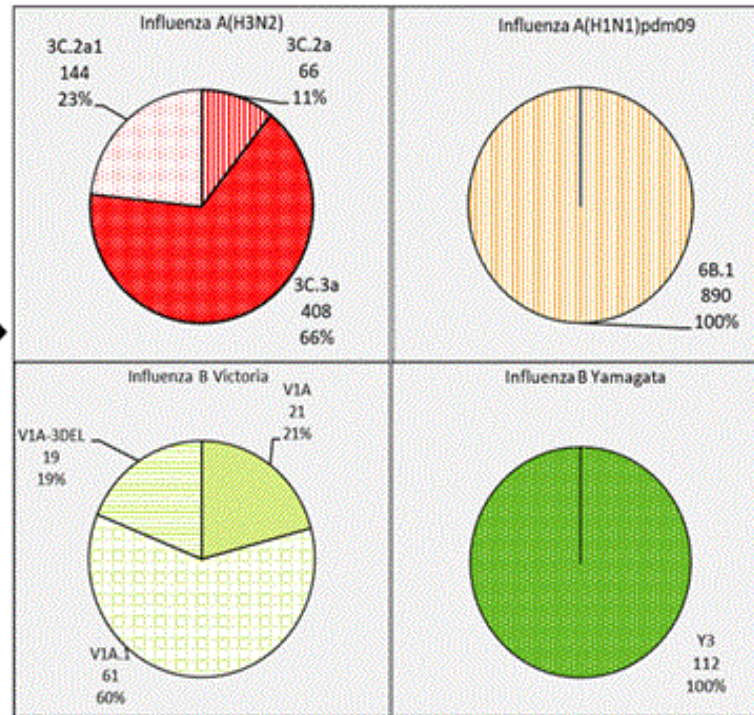 Influenza A(H3N2)
3C.2a1
144
23%
3C.2a
66
11%
3C.3a
408
66%
Influenza A(H1N1)pdm09
6B.1
890
100%
Influenza B Victoria
V1A-3DEL
19
19%
V1A
21
21%
V1A.1
61
60%
Influenza B Yamagata
Y3
112
100%